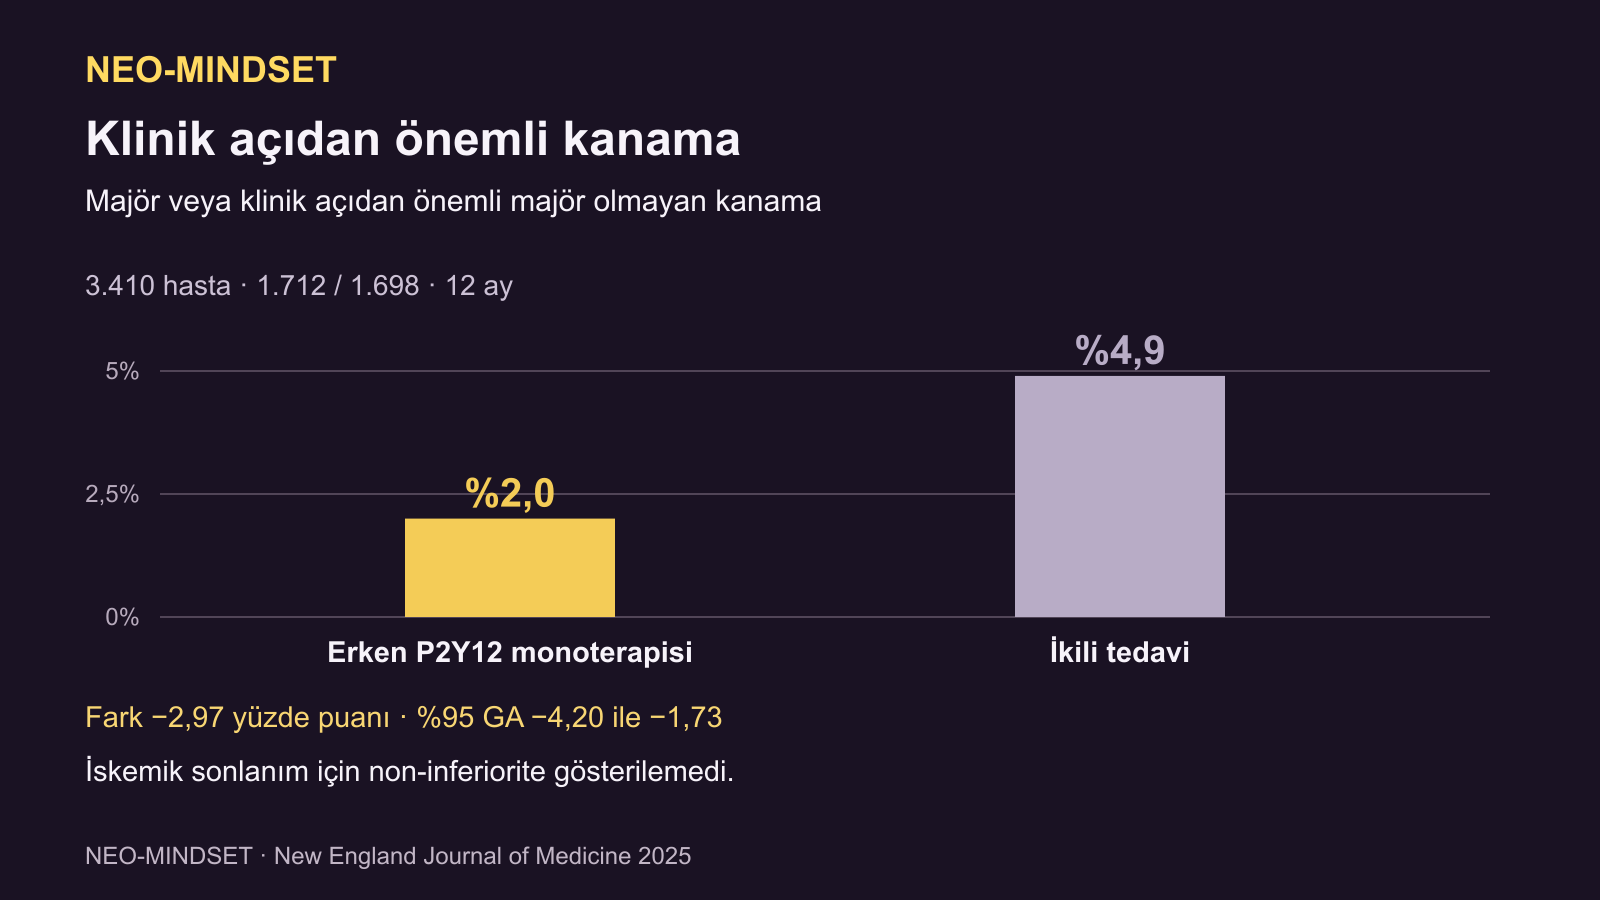 NEO-MINDSET
Klinik açıdan önemli kanama
Majör veya klinik açıdan önemli majör olmayan kanama
3.410 hasta · 1.712 / 1.698 · 12 ay
%4,9
5%
%2,0
2,5%
0%
Erken P2Y12 monoterapisi
İkili tedavi
Fark −2,97 yüzde puanı · %95 GA −4,20 ile −1,73
İskemik sonlanım için non-inferiorite gösterilemedi.
NEO-MINDSET · New England Journal of Medicine 2025